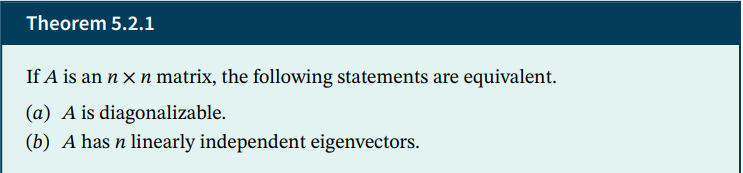 Theorem 5.2.1
If A is an n × n matrix, the following statements are equivalent.
(a) A is diagonalizable.
(b) A has n linearly independent eigenvectors.